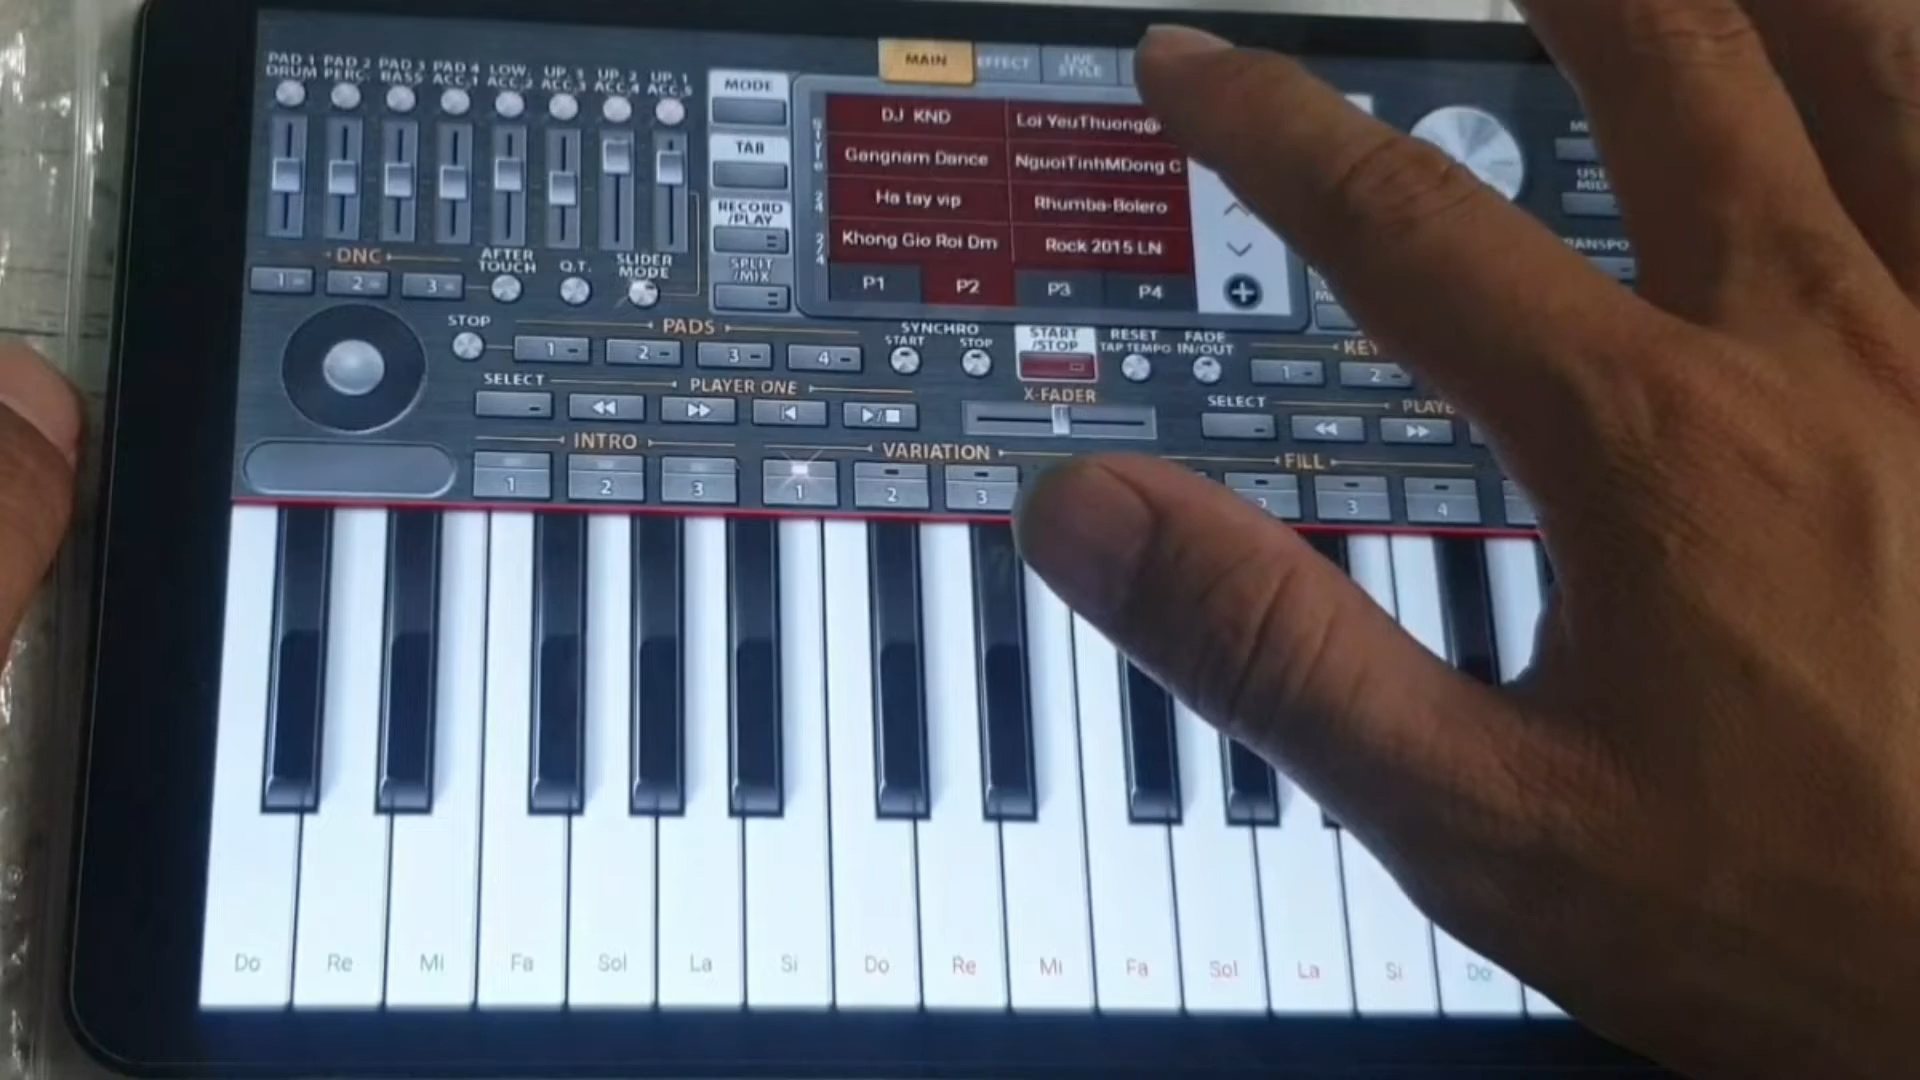 MAIN EFFECT LIVE STYLE
PAD 1 DRUM PAD 2 PERC. PAD 3 BASS PAD 4 ACC.1 LOW. ACC.2 UP. 3 ACC.3 UP. 2 ACC.4 UP. 1 ACC.5
MODE
TAB
RECORD /PLAY
SPLIT /MIX
DJ KND Loi YeuThuong@
Gangnam Dance NguoiTinhMDong C
Ha tay vip Rhumba-Bolero
Khong Gio Roi Dm Rock 2015 LN
P1 P2 P3 P4
DNC AFTER TOUCH Q.T. SLIDER MODE
1 2 3
STOP PADS SYNCHRO START STOP START /STOP RESET TAP TEMPO FADE IN/OUT KEY
1 2 3 4 1 2
SELECT PLAYER ONE X-FADER SELECT PLAYE
INTRO VARIATION FILL
1 2 3 1 2 3 2 3 4
Do Re Mi Fa Sol La Si Do Re Mi Fa Sol La Si Do